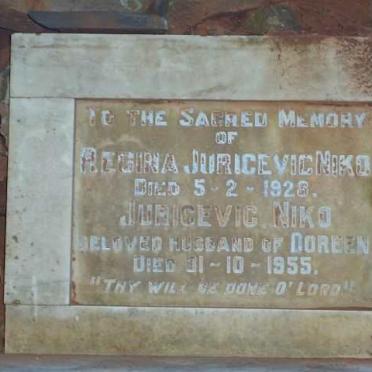 TO THE SACRED MEMORY
OF
REGINA JURICEVIC NIKO
DIED 5-2-1928.
JURICEVIC. NIKO
BELOVED HUSBAND OF DOREEN
DIED 31-10-1955.
"THY WILL BE DONE O' LORD"